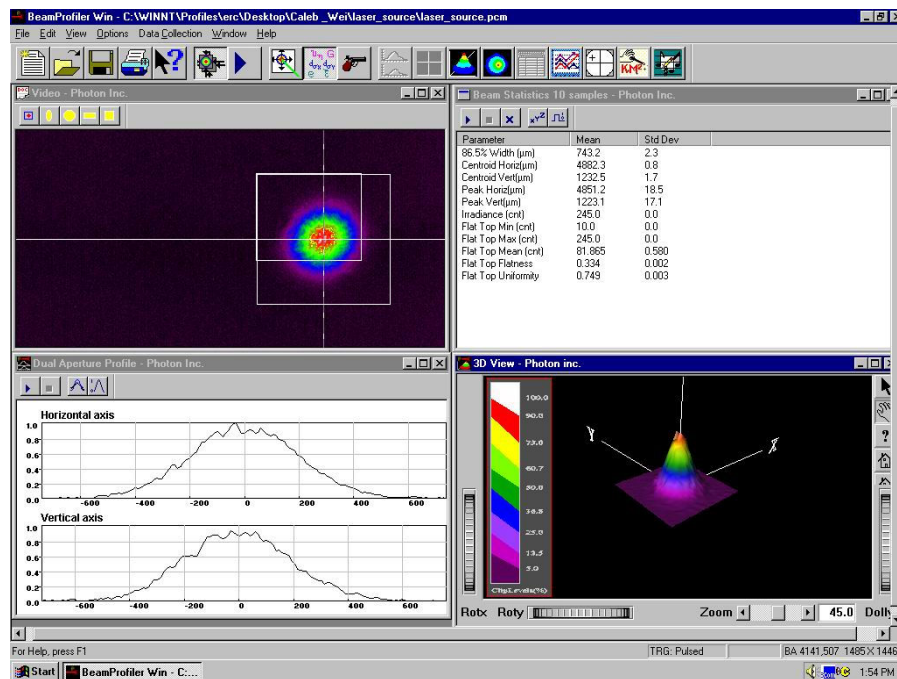 BeamProfiler Win - C:\WINNT\Profiles\erc\Desktop\Caleb _Wei\laser_source\laser_source.pcm
File Edit View Options Data Collection Window Help
KM²
Video - Photon Inc.
Beam Statistics 10 samples - Photon Inc.
Parameter Mean Std Dev
86.5% Width (µm) 743.2 2.3
Centroid Horiz(µm) 4882.3 0.8
Centroid Vert(µm) 1232.5 1.7
Peak Horiz(µm) 4851.2 18.5
Peak Vert(µm) 1223.1 17.1
Irradiance (cnt) 245.0 0.0
Flat Top Min (cnt) 10.0 0.0
Flat Top Max (cnt) 245.0 0.0
Flat Top Mean (cnt) 81.865 0.580
Flat Top Flatness 0.334 0.002
Flat Top Uniformity 0.749 0.003
Dual Aperture Profile - Photon Inc.
Horizontal axis
1.0
0.8
0.6
0.4
0.2
0.0
-600 -400 -200 0 200 400 600
Vertical axis
1.0
0.8
0.6
0.4
0.2
0.0
-600 -400 -200 0 200 400 600
3D View - Photon inc.
100.0
90.0
60.7
50.0
36.8
25.0
13.5
5.0
ClipLevels(%)
Y
X
Rotx Roty Zoom 45.0 Dolly
For Help, press F1
TRG: Pulsed
BA 4141,507 1485 X 1446
Start
BeamProfiler Win - C:...
1:54 PM